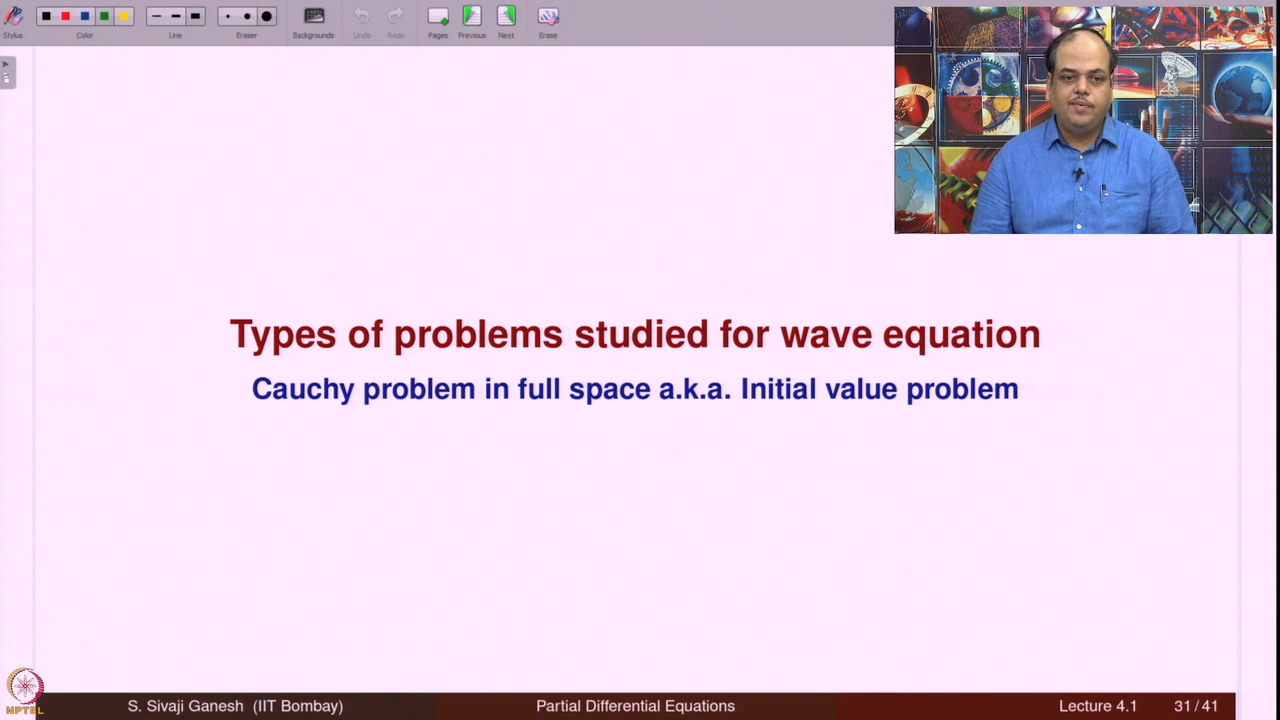 Stylus
Color
Line
Eraser
Backgrounds
Undo
Redo
Pages
Previous
Next
Erase
Types of problems studied for wave equation
Cauchy problem in full space a.k.a. Initial value problem
NPTEL
S. Sivaji Ganesh (IIT Bombay)
Partial Differential Equations
Lecture 4.1
31 / 41